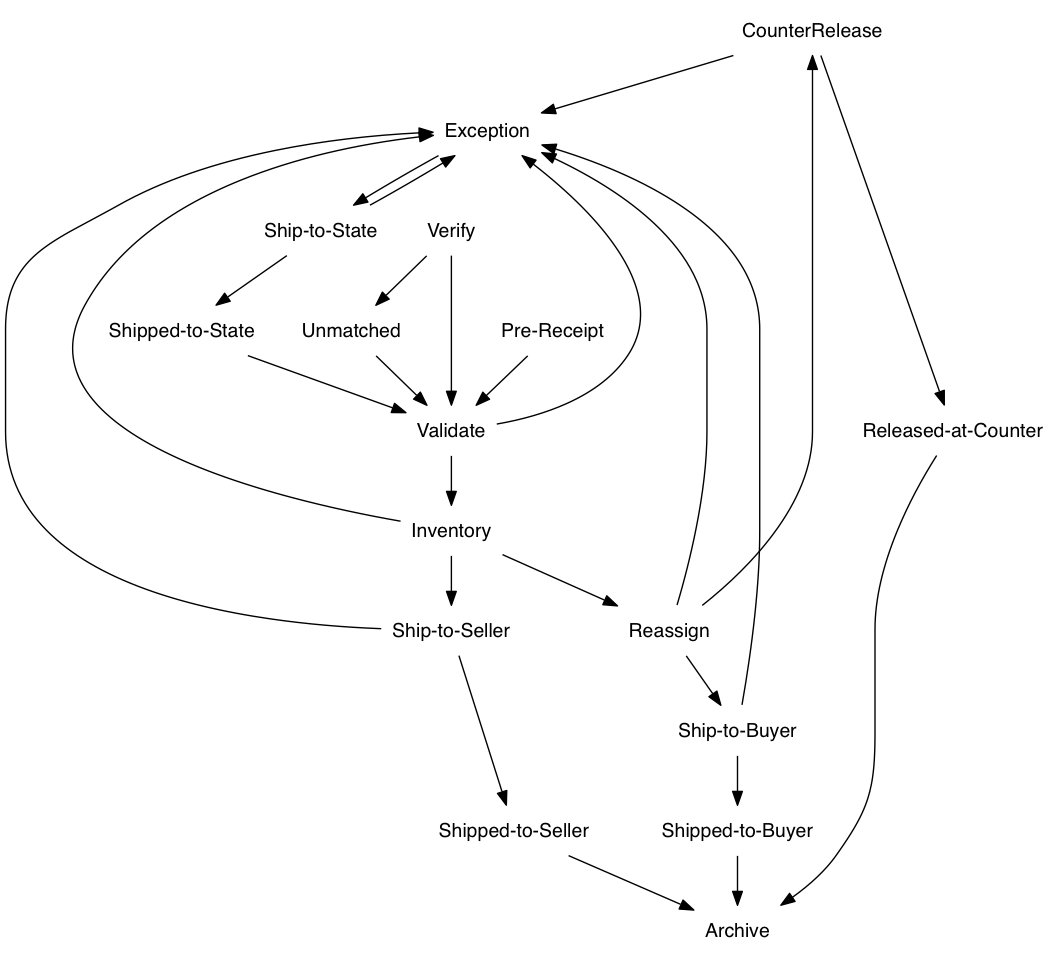 CounterRelease
Exception
Ship-to-State
Verify
Shipped-to-State
Unmatched
Pre-Receipt
Validate
Released-at-Counter
Inventory
Ship-to-Seller
Reassign
Ship-to-Buyer
Shipped-to-Seller
Shipped-to-Buyer
Archive